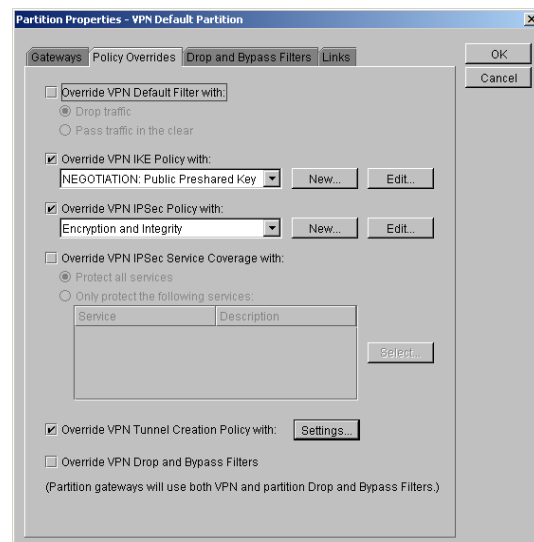 Partition Properties - VPN Default Partition
Gateways Policy Overrides Drop and Bypass Filters Links
OK
Cancel
Override VPN Default Filter with:
Drop traffic
Pass traffic in the clear
Override VPN IKE Policy with:
NEGOTIATION: Public Preshared Key New... Edit...
Override VPN IPSec Policy with:
Encryption and Integrity New... Edit...
Override VPN IPSec Service Coverage with:
Protect all services
Only protect the following services:
Service Description
Select...
Override VPN Tunnel Creation Policy with: Settings...
Override VPN Drop and Bypass Filters
(Partition gateways will use both VPN and partition Drop and Bypass Filters.)